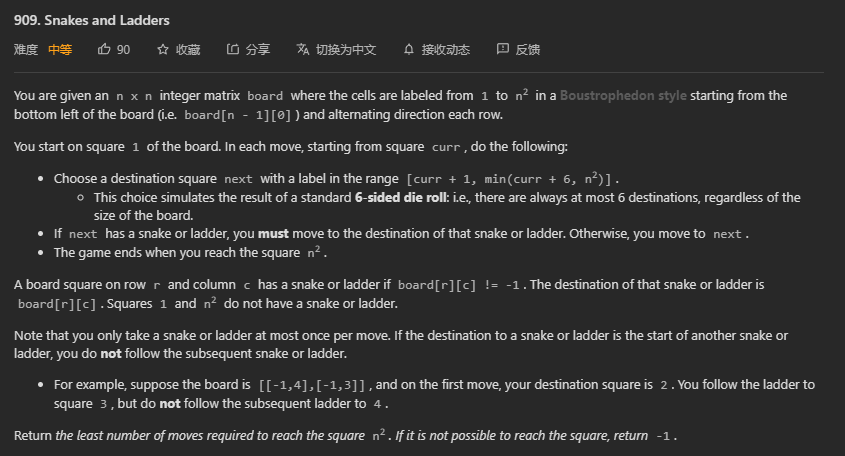 909. Snakes and Ladders
难度 中等 90 收藏 分享 切换为中文 接收动态 反馈
You are given an n x n integer matrix board where the cells are labeled from 1 to n² in a Boustrophedon style starting from the
bottom left of the board (i.e. board[n - 1][0] ) and alternating direction each row.
You start on square 1 of the board. In each move, starting from square curr , do the following:
• Choose a destination square next with a label in the range [curr + 1, min(curr + 6, n²)] .
◦ This choice simulates the result of a standard 6-sided die roll: i.e., there are always at most 6 destinations, regardless of the
size of the board.
• If next has a snake or ladder, you must move to the destination of that snake or ladder. Otherwise, you move to next .
• The game ends when you reach the square n² .
A board square on row r and column c has a snake or ladder if board[r][c] != -1 . The destination of that snake or ladder is
board[r][c] . Squares 1 and n² do not have a snake or ladder.
Note that you only take a snake or ladder at most once per move. If the destination to a snake or ladder is the start of another snake or
ladder, you do not follow the subsequent snake or ladder.
• For example, suppose the board is [[-1,4],[-1,3]] , and on the first move, your destination square is 2 . You follow the ladder to
square 3 , but do not follow the subsequent ladder to 4 .
Return the least number of moves required to reach the square n² . If it is not possible to reach the square, return -1 .